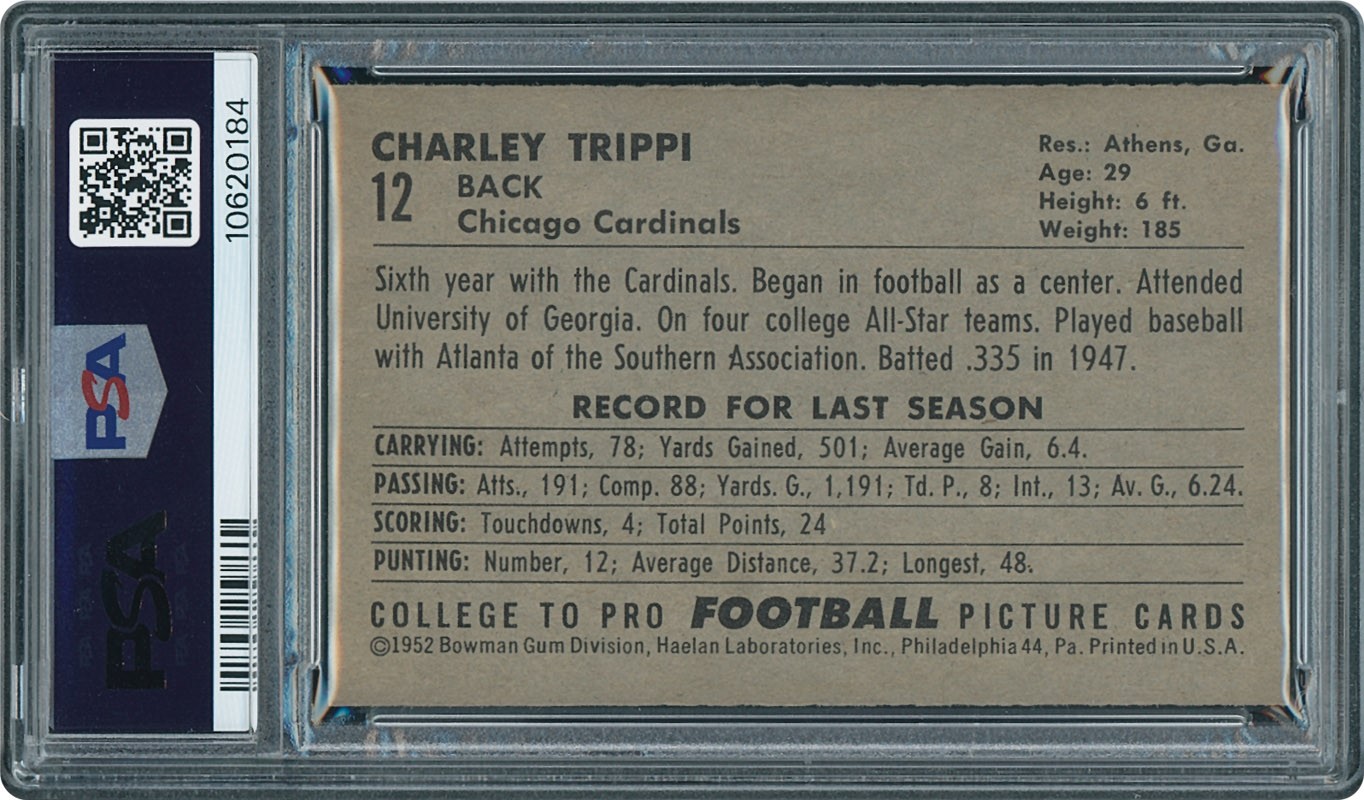 10620184
PSA
PSA
CHARLEY TRIPPI
12 BACK
Chicago Cardinals
Res.: Athens, Ga.
Age: 29
Height: 6 ft.
Weight: 185
Sixth year with the Cardinals. Began in football as a center. Attended
University of Georgia. On four college All-Star teams. Played baseball
with Atlanta of the Southern Association. Batted .335 in 1947.
RECORD FOR LAST SEASON
CARRYING: Attempts, 78; Yards Gained, 501; Average Gain, 6.4.
PASSING: Atts., 191; Comp. 88; Yards. G., 1,191; Td. P., 8; Int., 13; Av. G., 6.24.
SCORING: Touchdowns, 4; Total Points, 24
PUNTING: Number, 12; Average Distance, 37.2; Longest, 48.
COLLEGE TO PRO FOOTBALL PICTURE CARDS
©1952 Bowman Gum Division, Haelan Laboratories, Inc., Philadelphia 44, Pa. Printed in U.S.A.